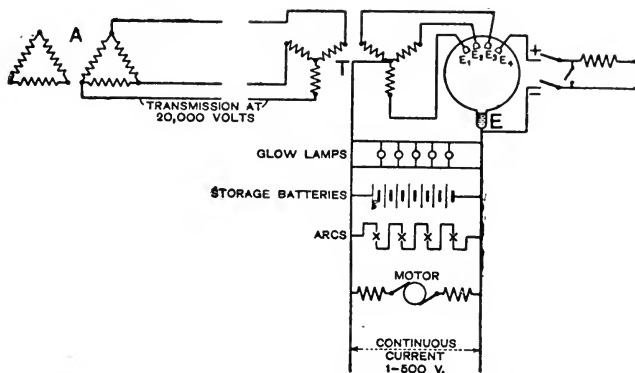 A
T
E₁ E₂ E₃ E₄
+
=
E
TRANSMISSION AT
20,000 VOLTS
GLOW LAMPS
STORAGE BATTERIES
ARCS
MOTOR
CONTINUOUS
CURRENT
1-500 V.